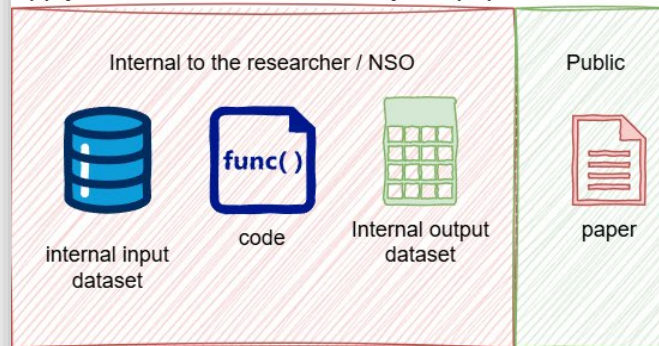 Internal to the researcher / NSO
Public
func( )
internal input
dataset
code
Internal output
dataset
paper